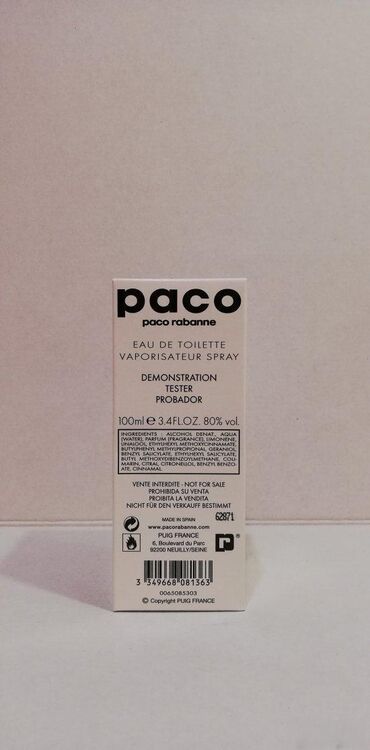 paco
paco rabanne
EAU DE TOILETTE
VAPORISATEUR SPRAY
DEMONSTRATION
TESTER
PROBADOR
100ml ℮ 3.4FL.OZ. 80% vol.
INGREDIENTS : ALCOHOL DENAT., AQUA
(WATER), PARFUM (FRAGRANCE), LIMONENE,
LINALOOL, ETHYLHEXYL METHOXYCINNAMATE,
BUTYLPHENYL METHYLPROPIONAL, GERANIOL,
BENZYL SALICYLATE, ETHYLHEXYL SALICYLATE,
BUTYL METHOXYDIBENZOYLMETHANE, COU-
MARIN, CITRAL, CITRONELLOL, BENZYL BENZO-
ATE, CINNAMAL.
VENTE INTERDITE - NOT FOR SALE
PROHIBIDA SU VENTA
PROIBITA LA VENDITA
NICHT FÜR DEN VERKAUFF BESTIMMT
MADE IN SPAIN
62871
www.pacorabanne.com
PUIG FRANCE
6, Boulevard du Parc
92200 NEUILLY/SEINE
3 349668 081363
0065085303
© Copyright PUIG FRANCE